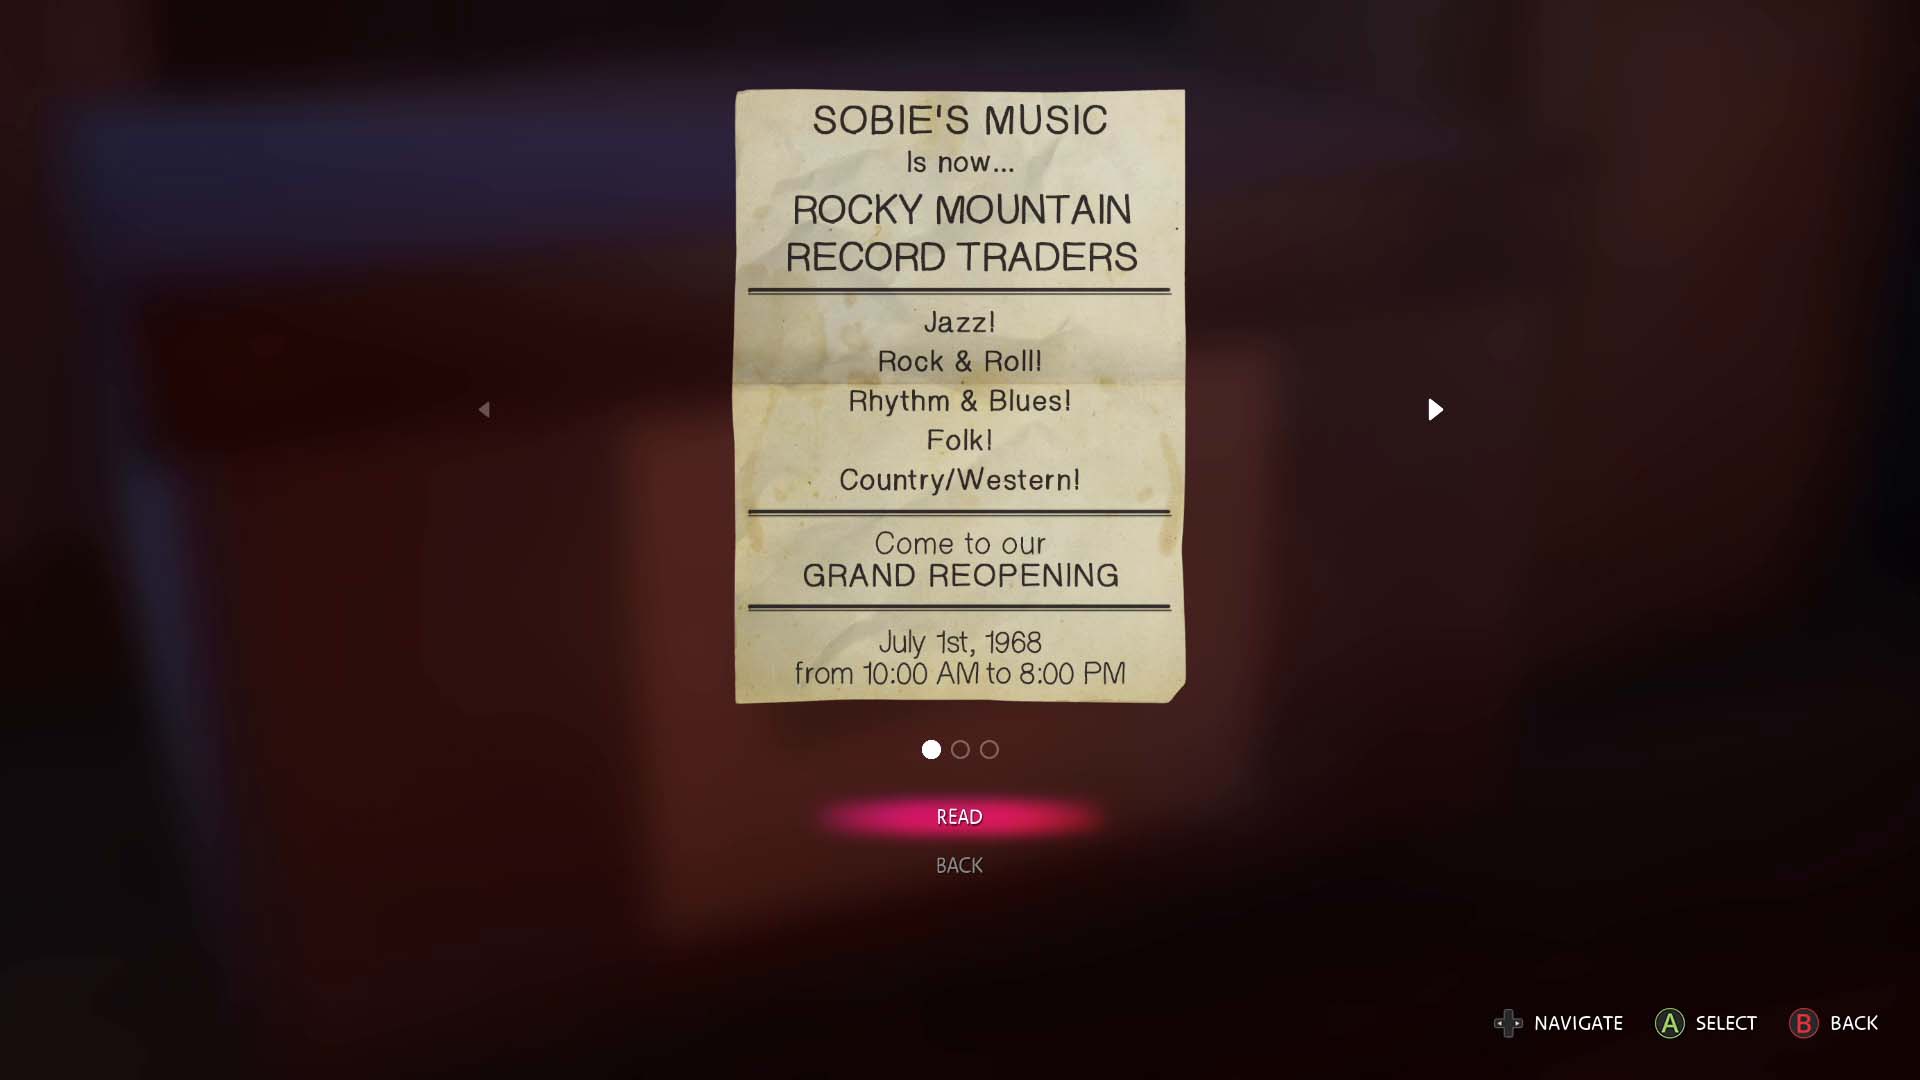 SOBIE'S MUSIC
Is now...
ROCKY MOUNTAIN
RECORD TRADERS
Jazz!
Rock & Roll!
Rhythm & Blues!
Folk!
Country/Western!
Come to our
GRAND REOPENING
July 1st, 1968
from 10:00 AM to 8:00 PM
READ
BACK
NAVIGATE A SELECT B BACK